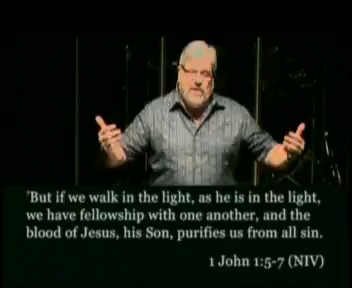 "But if we walk in the light, as he is in the light,
we have fellowship with one another, and the
blood of Jesus, his Son, purifies us from all sin.
1 John 1:5-7 (NIV)